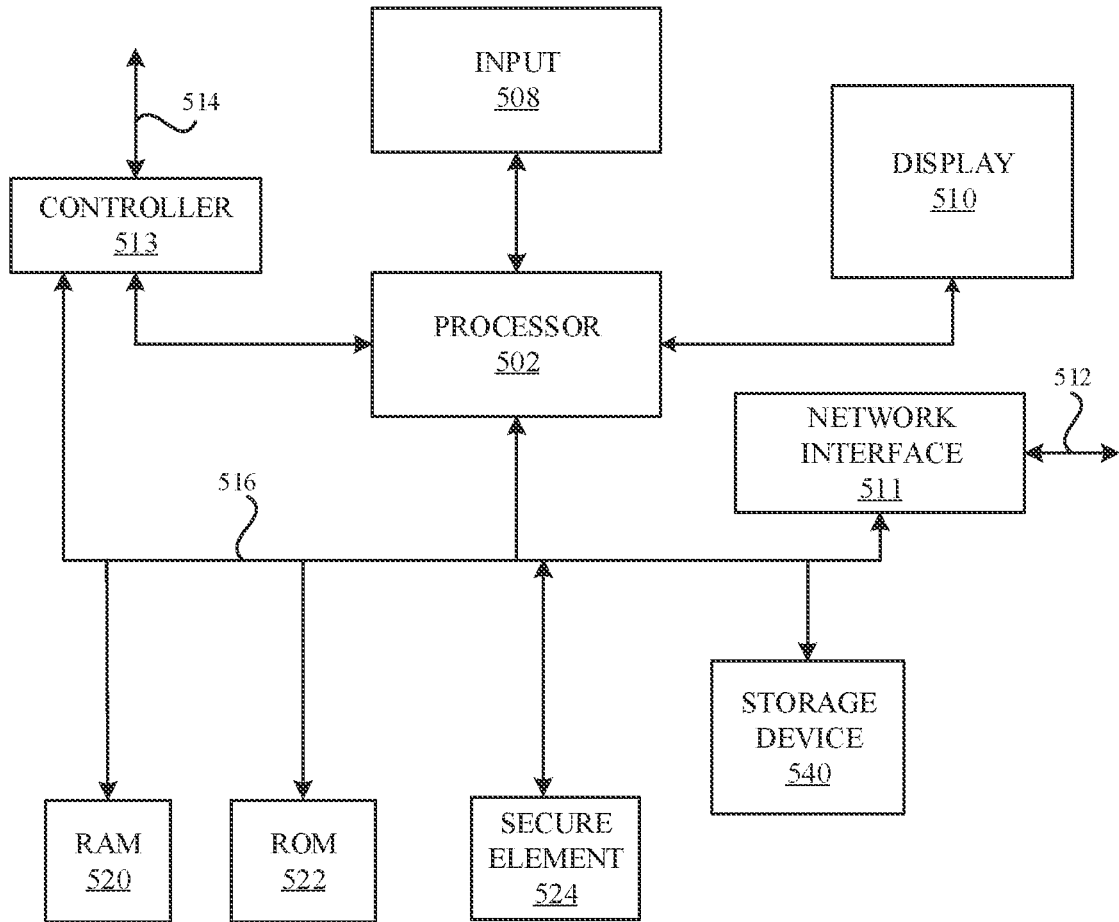 INPUT
508
514
DISPLAY
510
CONTROLLER
513
PROCESSOR
502
512
NETWORK
INTERFACE
511
516
STORAGE
DEVICE
540
RAM
520
ROM
522
SECURE
ELEMENT
524